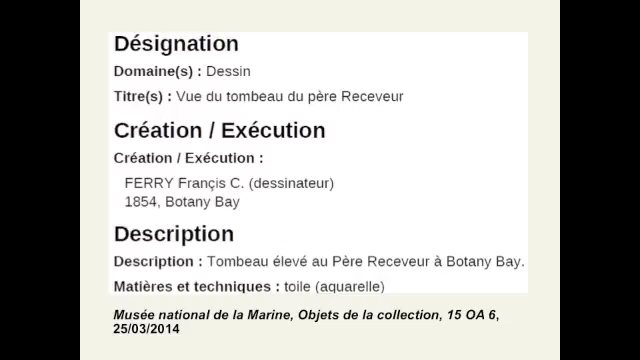 Désignation
Domaine(s) : Dessin
Titre(s) : Vue du tombeau du père Receveur
Création / Exécution
Création / Exécution :
FERRY Françis C. (dessinateur)
1854, Botany Bay
Description
Description : Tombeau élevé au Père Receveur à Botany Bay.
Matières et techniques : toile (aquarelle)
Musée national de la Marine, Objets de la collection, 15 OA 6,
25/03/2014